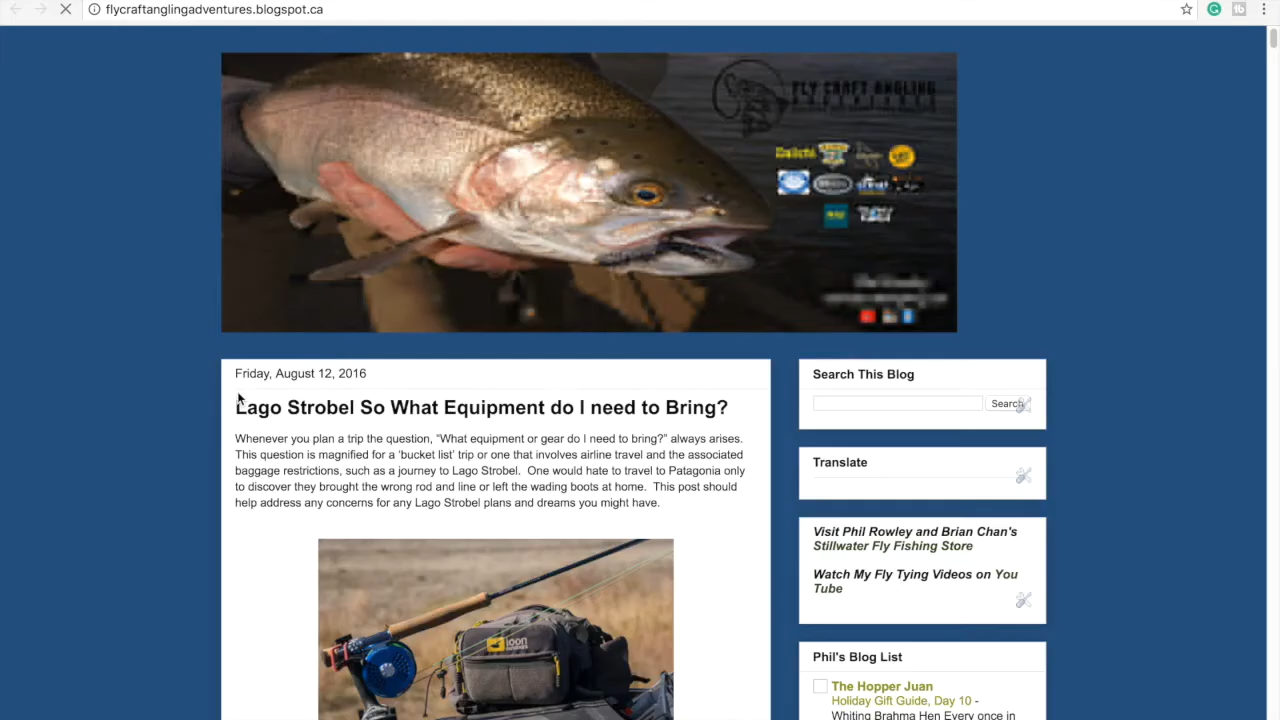 flycraftanglingadventures.blogspot.ca
FLY CRAFT ANGLING
Friday, August 12, 2016
Lago Strobel So What Equipment do I need to Bring?
Whenever you plan a trip the question, “What equipment or gear do I need to bring?” always arises.
This question is magnified for a ‘bucket list’ trip or one that involves airline travel and the associated
baggage restrictions, such as a journey to Lago Strobel.  One would hate to travel to Patagonia only
to discover they brought the wrong rod and line or left the wading boots at home.  This post should
help address any concerns for any Lago Strobel plans and dreams you might have.
loon
Search This Blog
Search
Translate
Visit Phil Rowley and Brian Chan's
Stillwater Fly Fishing Store
Watch My Fly Tying Videos on You
Tube
Phil's Blog List
The Hopper Juan
Holiday Gift Guide, Day 10 -
Whiting Brahma Hen Every once in